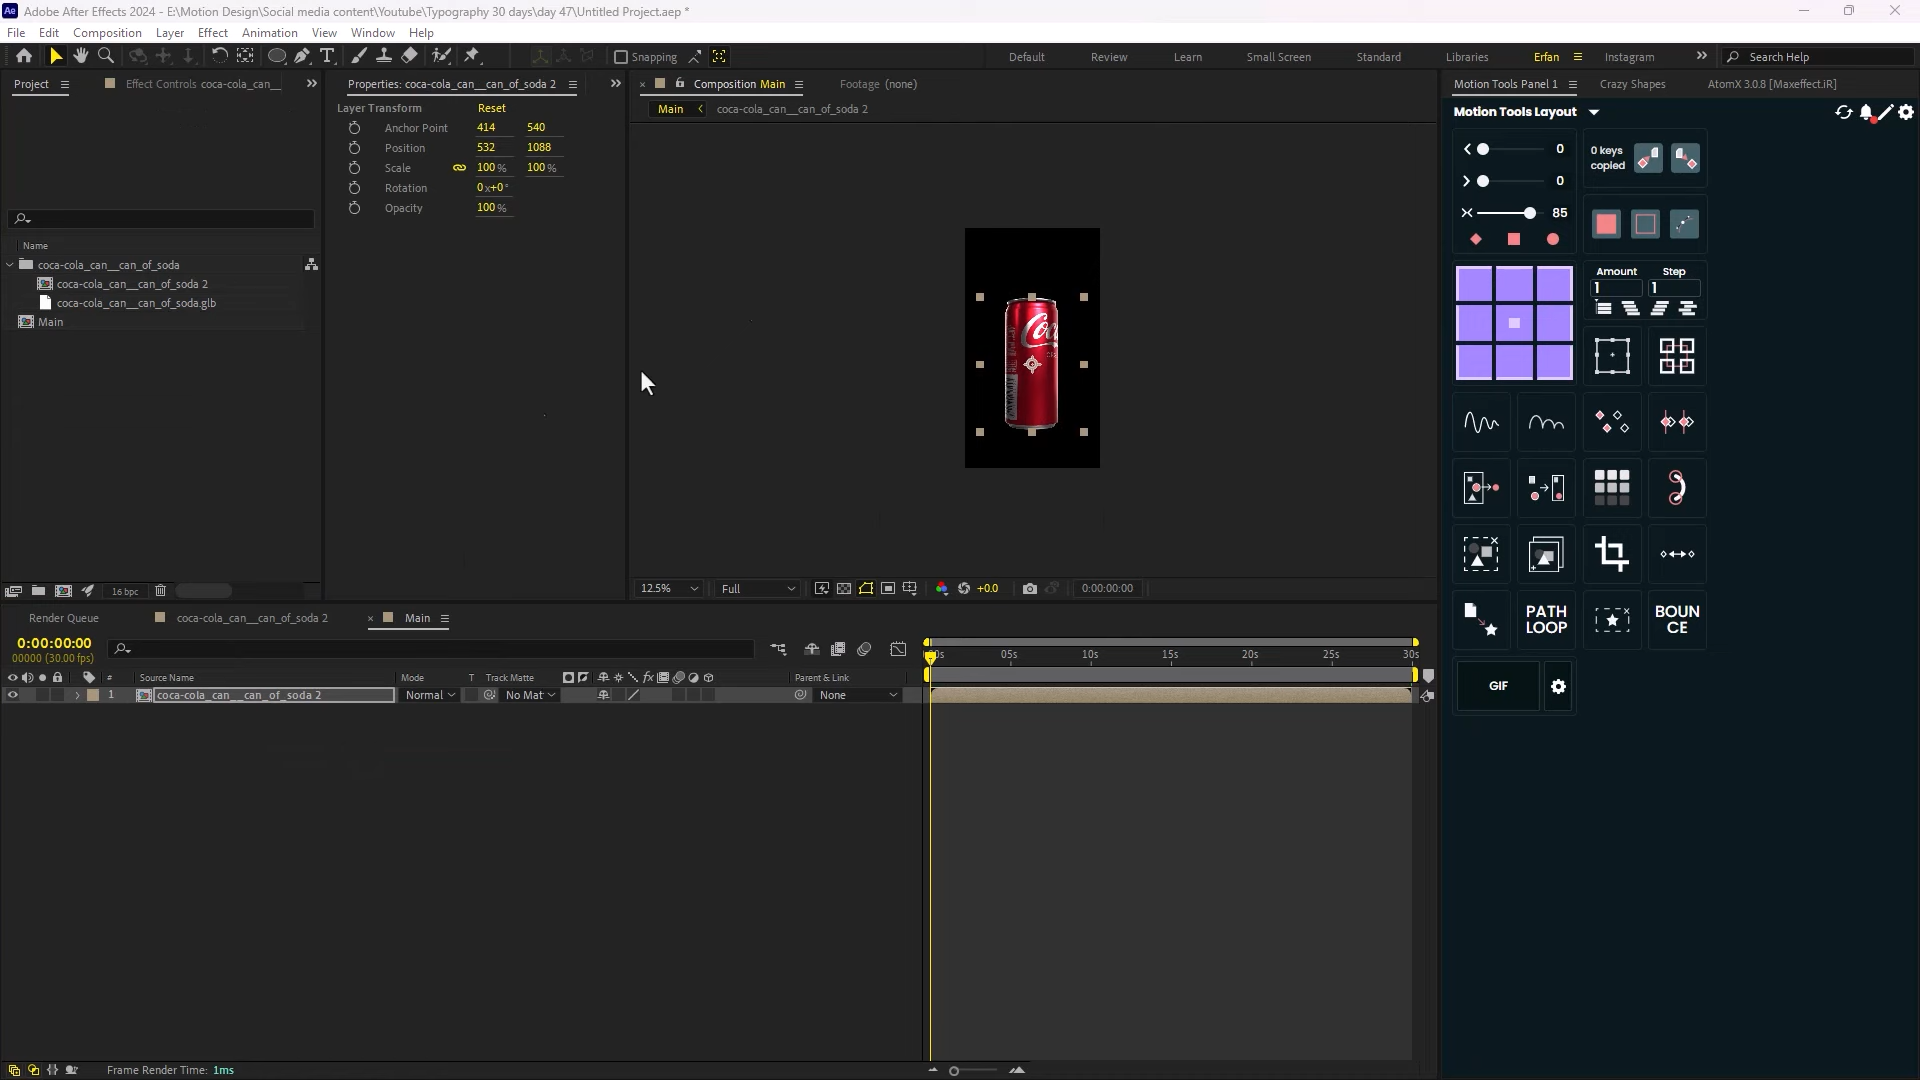 Ae Adobe After Effects 2024 - E:\Motion Design\Social media content\Youtube\Typography 30 days\day 47\Untitled Project.aep *
File Edit Composition Layer Effect Animation View Window Help
T Snapping Default Review Learn Small Screen Standard Libraries Erfan Instagram Search Help
Project Effect Controls coca-cola_can__ Properties: coca-cola_can__can_of_soda 2 Composition Main Footage (none) Motion Tools Panel 1 Crazy Shapes AtomX 3.0.8 [Maxeffect.iR]
Layer Transform Reset
Main coca-cola_can__can_of_soda 2
Motion Tools Layout
Anchor Point 414 540
Position 532 1088
Scale 100 % 100 %
Rotation 0x+0°
Opacity 100 %
0 0 keys copied
0
85
Name
coca-cola_can__can_of_soda
coca-cola_can__can_of_soda 2
coca-cola_can__can_of_soda.glb
Main
Coca
Amount Step
1 1
16 bpc
12.5% Full +0.0 0:00:00:00
PATH LOOP
BOUN CE
GIF
Render Queue coca-cola_can__can_of_soda 2 Main
0:00:00:00
00000 (30.00 fps)
05s 10s 15s 20s 25s 30s
# Source Name Mode T Track Matte fx Parent & Link
1 coca-cola_can__can_of_soda 2 Normal No Mat None
Frame Render Time: 1ms